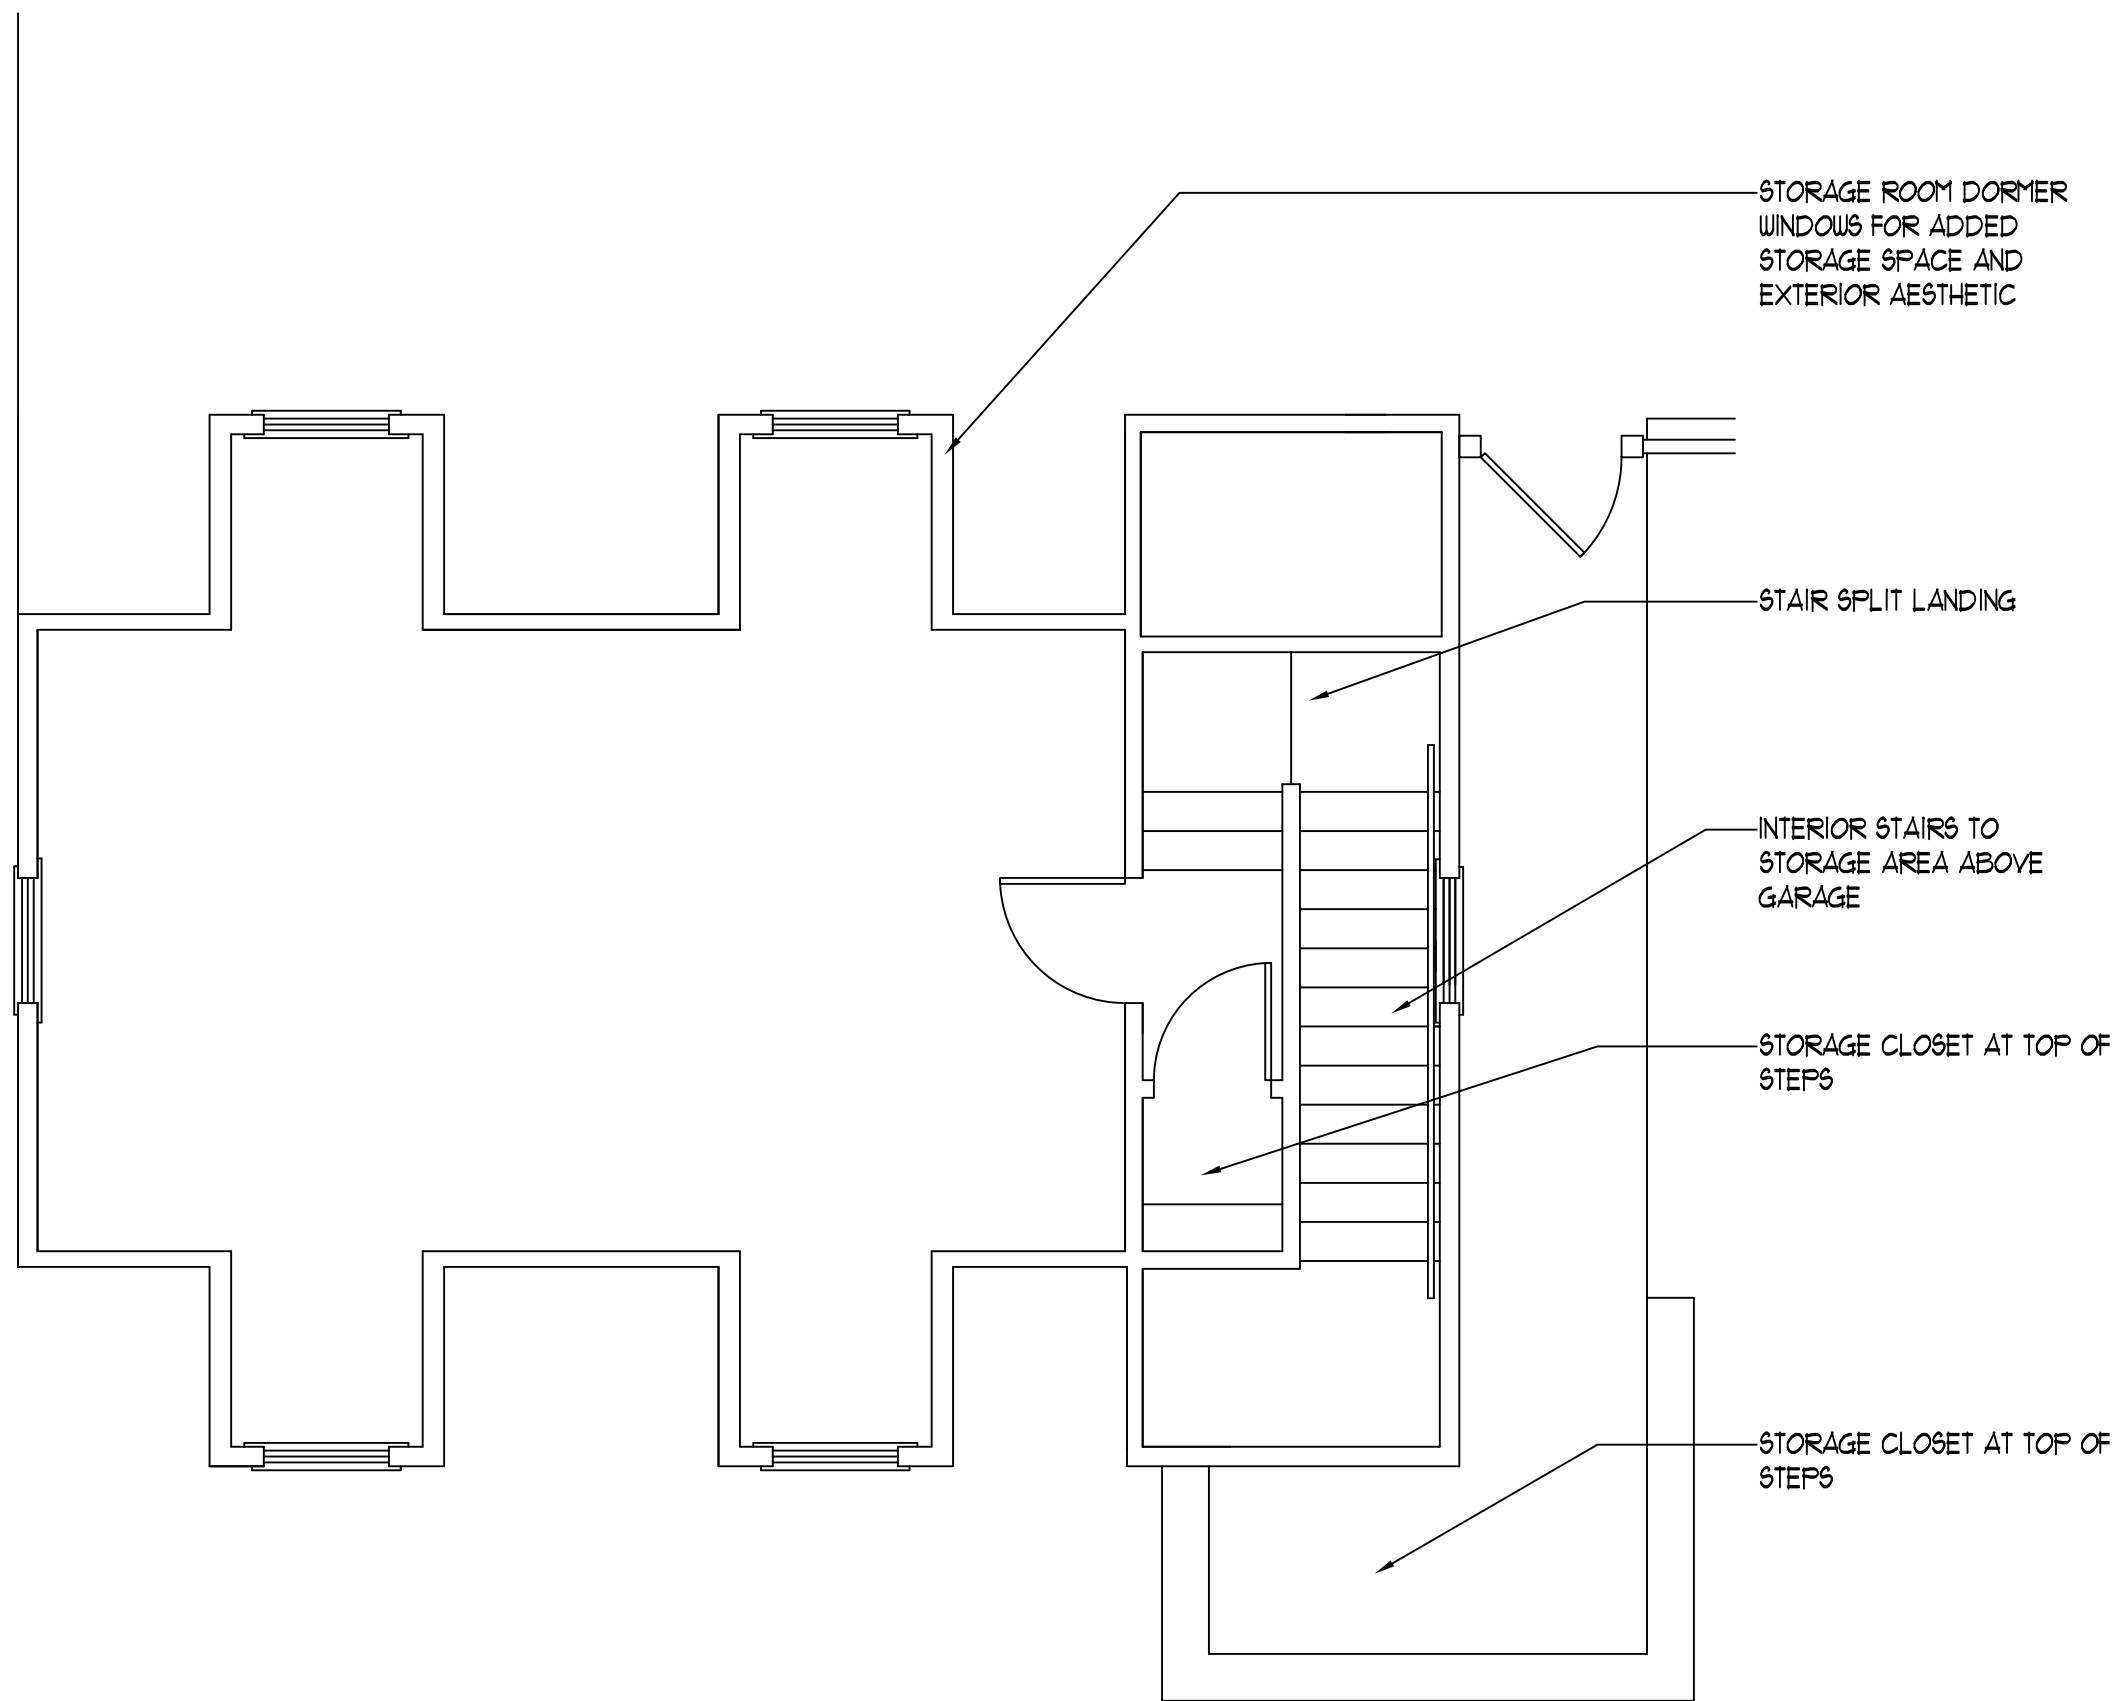 STORAGE ROOM DORMER
WINDOWS FOR ADDED
STORAGE SPACE AND
EXTERIOR AESTHETIC
STAIR SPLIT LANDING
INTERIOR STAIRS TO
STORAGE AREA ABOVE
GARAGE
STORAGE CLOSET AT TOP OF
STEPS
STORAGE CLOSET AT TOP OF
STEPS